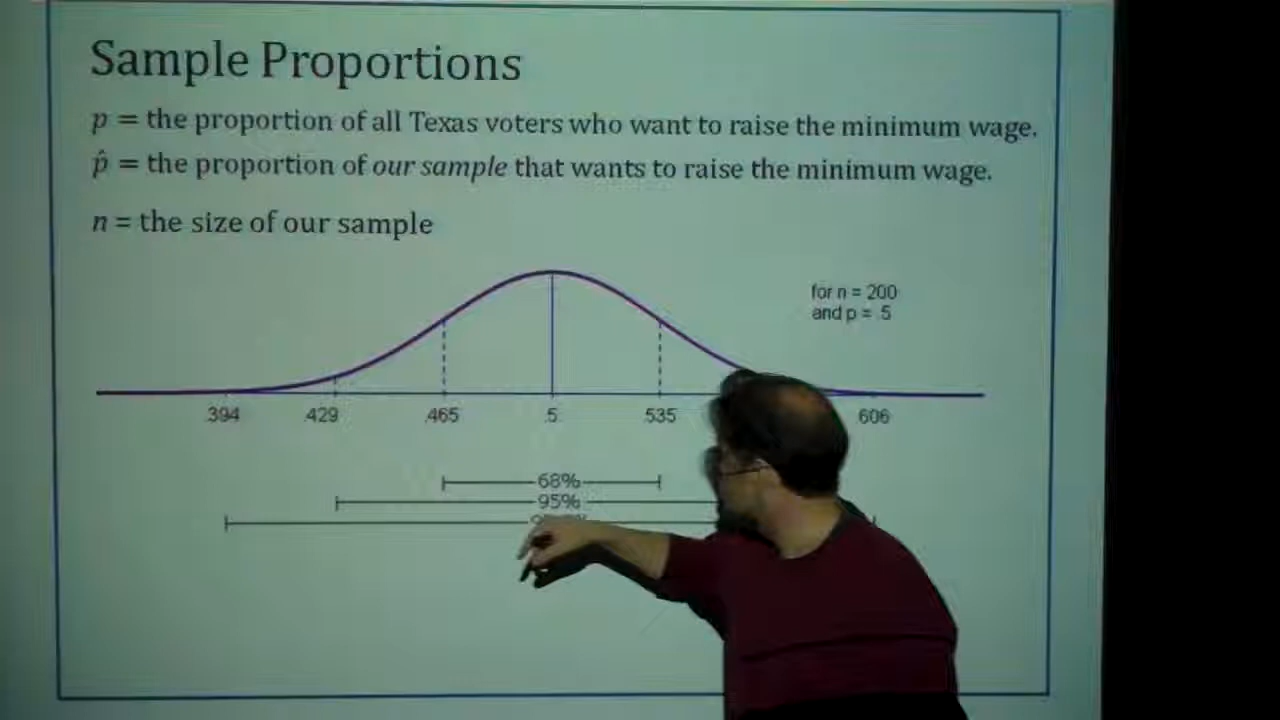 Sample Proportions
p = the proportion of all Texas voters who want to raise the minimum wage.
p̂ = the proportion of our sample that wants to raise the minimum wage.
n = the size of our sample
for n = 200
and p = .5
.394 .429 .465 .5 .535 .606
68%
95%